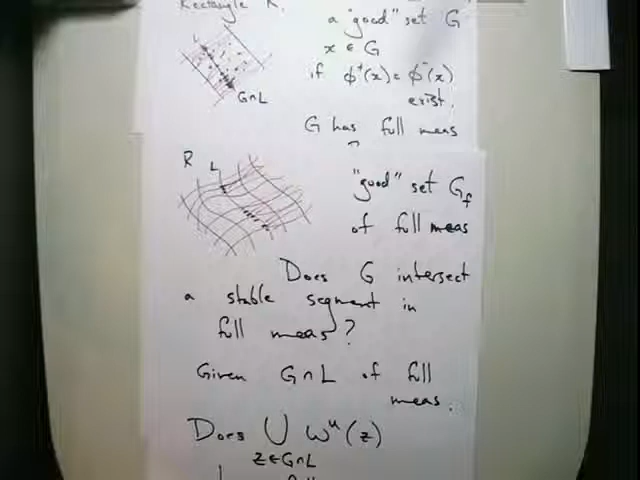 Rectangle R.
a "good" set G
x ∈ G
if φ⁺(x) = φ⁻(x)
exist.
G∩L
G has full meas
R L
"good" set G_f
of full meas
Does G intersect
a stable segment in
full meas?
Given G∩L of full
meas.
Does ∪ W^u(z)
z∈G∩L